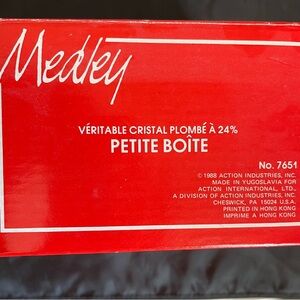 Medley
VÉRITABLE CRISTAL PLOMBÉ À 24%
PETITE BOÎTE
No. 7651
© 1988 ACTION INDUSTRIES, INC.
MADE IN YUGOSLAVIA FOR
ACTION INTERNATIONAL, LTD.
A DIVISION OF ACTION INDUSTRIES, INC.
CHESWICK, PA 15024 U.S.A.
PRINTED IN HONG KONG
IMPRIME A HONG KONG